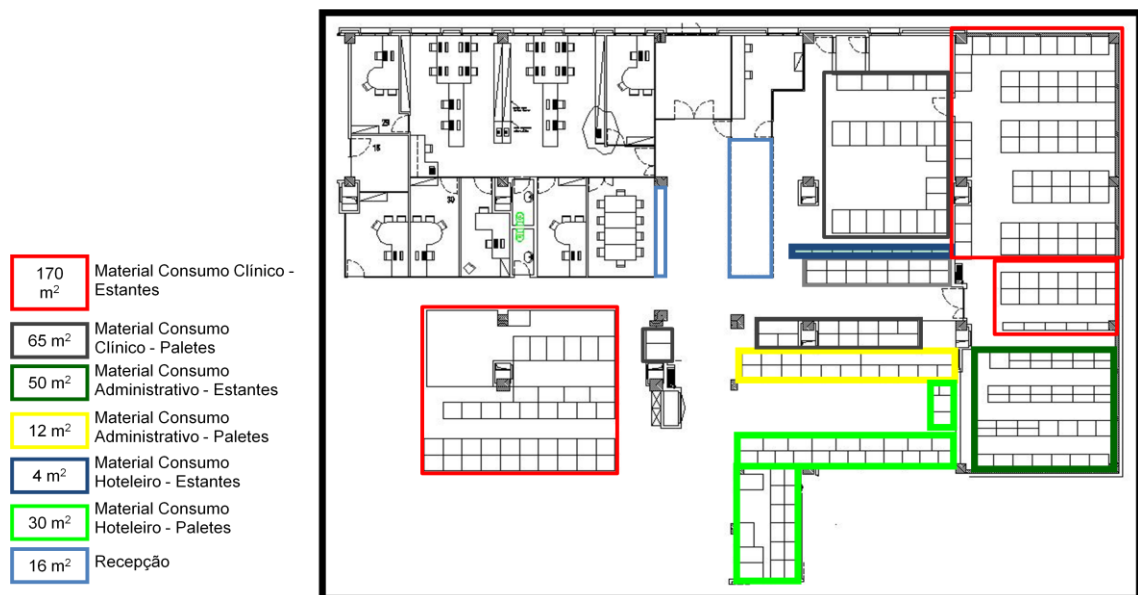 170
m²
Material Consumo Clínico -
Estantes
65 m²
Material Consumo
Clínico - Paletes
50 m²
Material Consumo
Administrativo - Estantes
12 m²
Material Consumo
Administrativo - Paletes
4 m²
Material Consumo
Hoteleiro - Estantes
30 m²
Material Consumo
Hoteleiro - Paletes
16 m²
Recepção
30